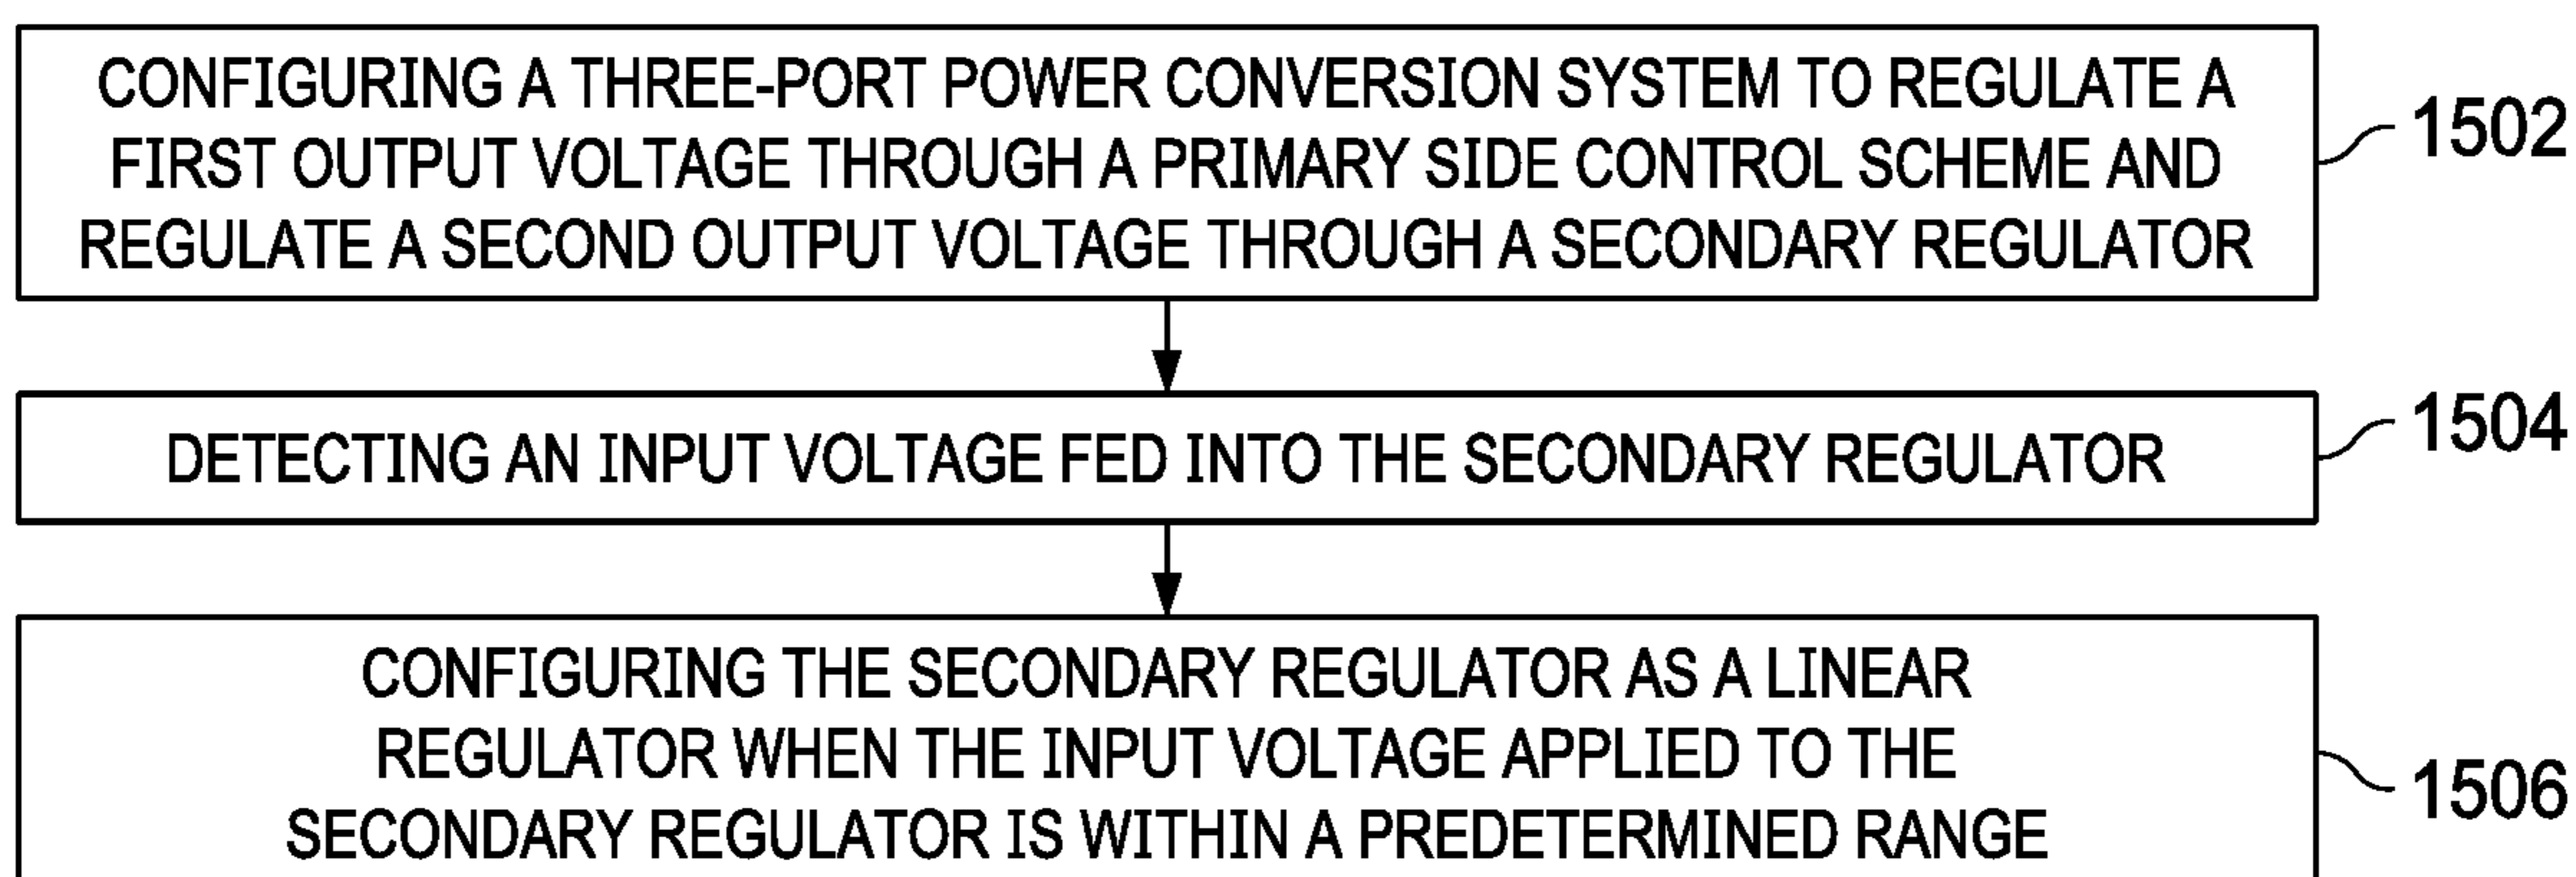 CONFIGURING A THREE-PORT POWER CONVERSION SYSTEM TO REGULATE A
FIRST OUTPUT VOLTAGE THROUGH A PRIMARY SIDE CONTROL SCHEME AND
REGULATE A SECOND OUTPUT VOLTAGE THROUGH A SECONDARY REGULATOR
1502
DETECTING AN INPUT VOLTAGE FED INTO THE SECONDARY REGULATOR
1504
CONFIGURING THE SECONDARY REGULATOR AS A LINEAR
REGULATOR WHEN THE INPUT VOLTAGE APPLIED TO THE
SECONDARY REGULATOR IS WITHIN A PREDETERMINED RANGE
1506